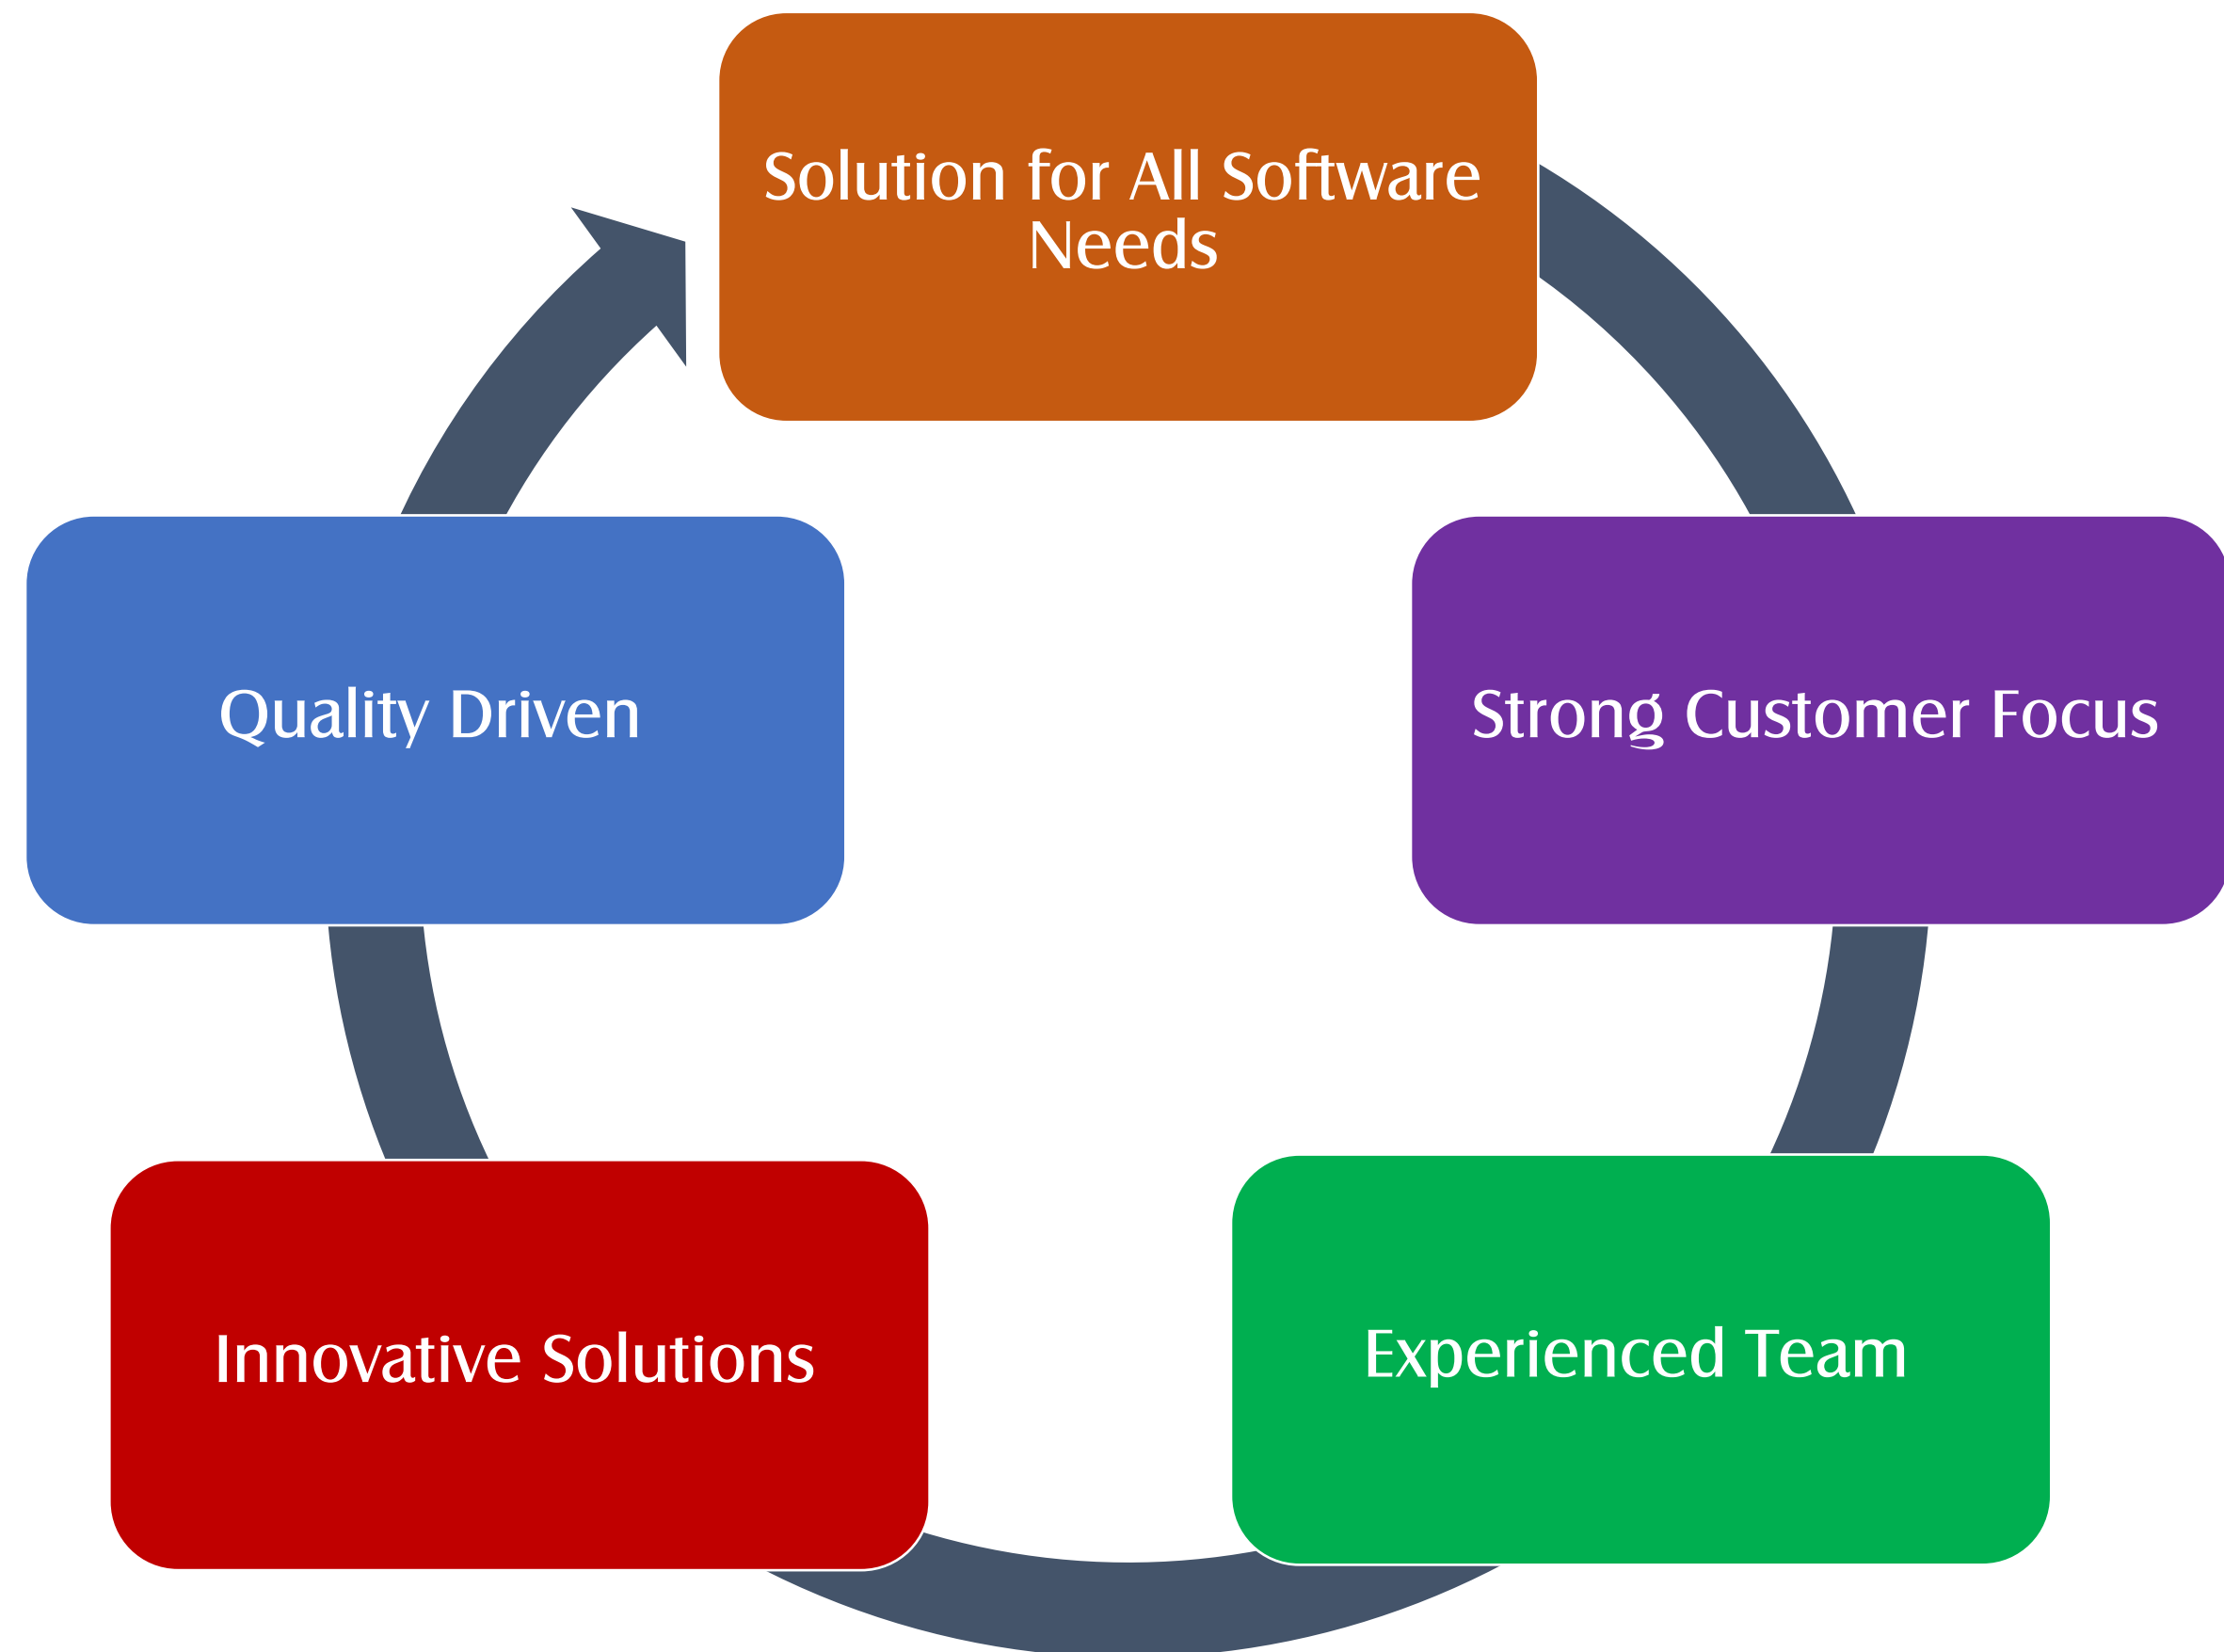 Solution for All Software
Needs
Quality Driven
Strong Customer Focus
Innovative Solutions
Experienced Team